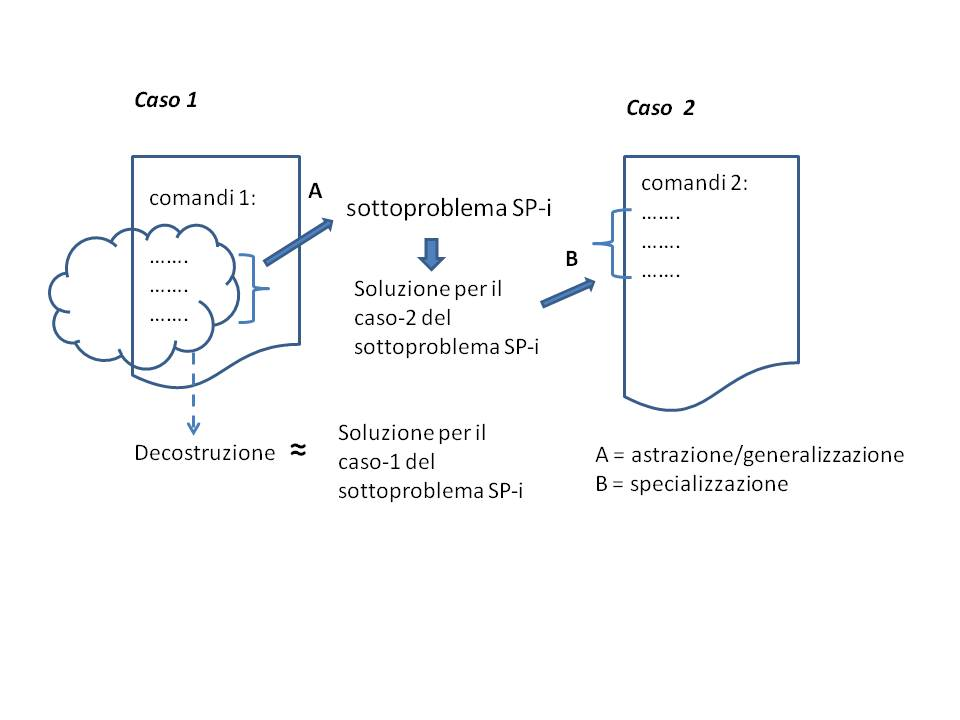 Caso 1
comandi 1:
…….
…….
…….
A
sottoproblema SP-i
Soluzione per il
caso-2 del
sottoproblema SP-i
B
Caso 2
comandi 2:
…….
…….
…….
Decostruzione ≈
Soluzione per il
caso-1 del
sottoproblema SP-i
A = astrazione/generalizzazione
B = specializzazione